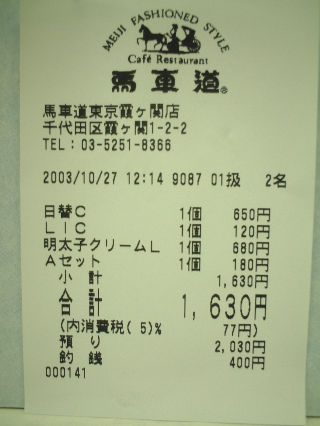 MEIJI FASHIONED STYLE
Café Restaurant
馬車道®
馬車道東京霞ヶ関店
千代田区霞ヶ関1-2-2
TEL: 03-5251-8366
2003/10/27 12:14 9087 01扱 2名
日替C 1個 650円
LIC 1個 120円
明太子クリームL 1個 680円
Aセット 1個 180円
小計 1,630円
合計 1,630円
(内消費税( 5)% 77円)
預り 2,030円
釣銭 400円
000141